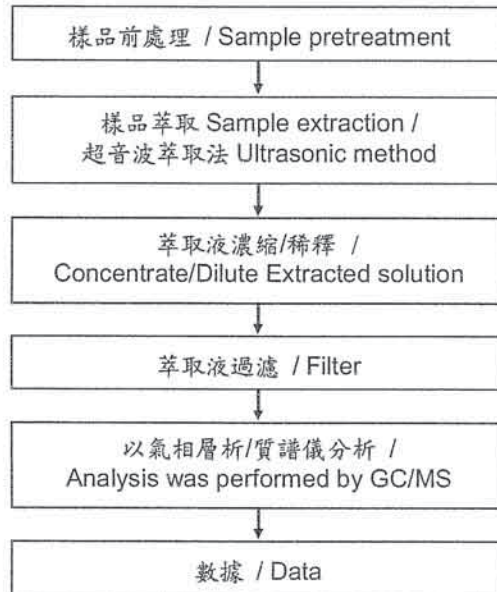 樣品前處理 / Sample pretreatment
樣品萃取 Sample extraction /
超音波萃取法 Ultrasonic method
萃取液濃縮/稀釋 /
Concentrate/Dilute Extracted solution
萃取液過濾 / Filter
以氣相層析/質譜儀分析 /
Analysis was performed by GC/MS
數據 / Data